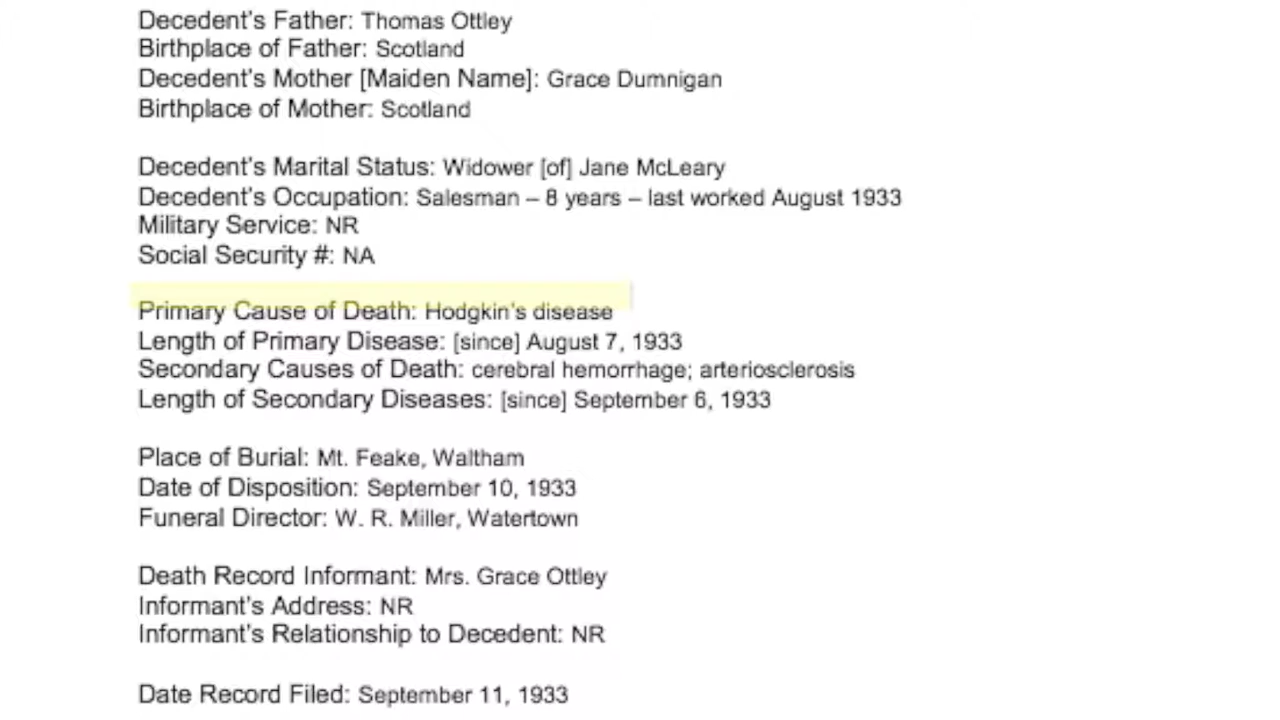 Decedent's Father: Thomas Ottley
Birthplace of Father: Scotland
Decedent's Mother [Maiden Name]: Grace Dumnigan
Birthplace of Mother: Scotland
Decedent's Marital Status: Widower [of] Jane McLeary
Decedent's Occupation: Salesman – 8 years – last worked August 1933
Military Service: NR
Social Security #: NA
Primary Cause of Death: Hodgkin's disease
Length of Primary Disease: [since] August 7, 1933
Secondary Causes of Death: cerebral hemorrhage; arteriosclerosis
Length of Secondary Diseases: [since] September 6, 1933
Place of Burial: Mt. Feake, Waltham
Date of Disposition: September 10, 1933
Funeral Director: W. R. Miller, Watertown
Death Record Informant: Mrs. Grace Ottley
Informant's Address: NR
Informant's Relationship to Decedent: NR
Date Record Filed: September 11, 1933